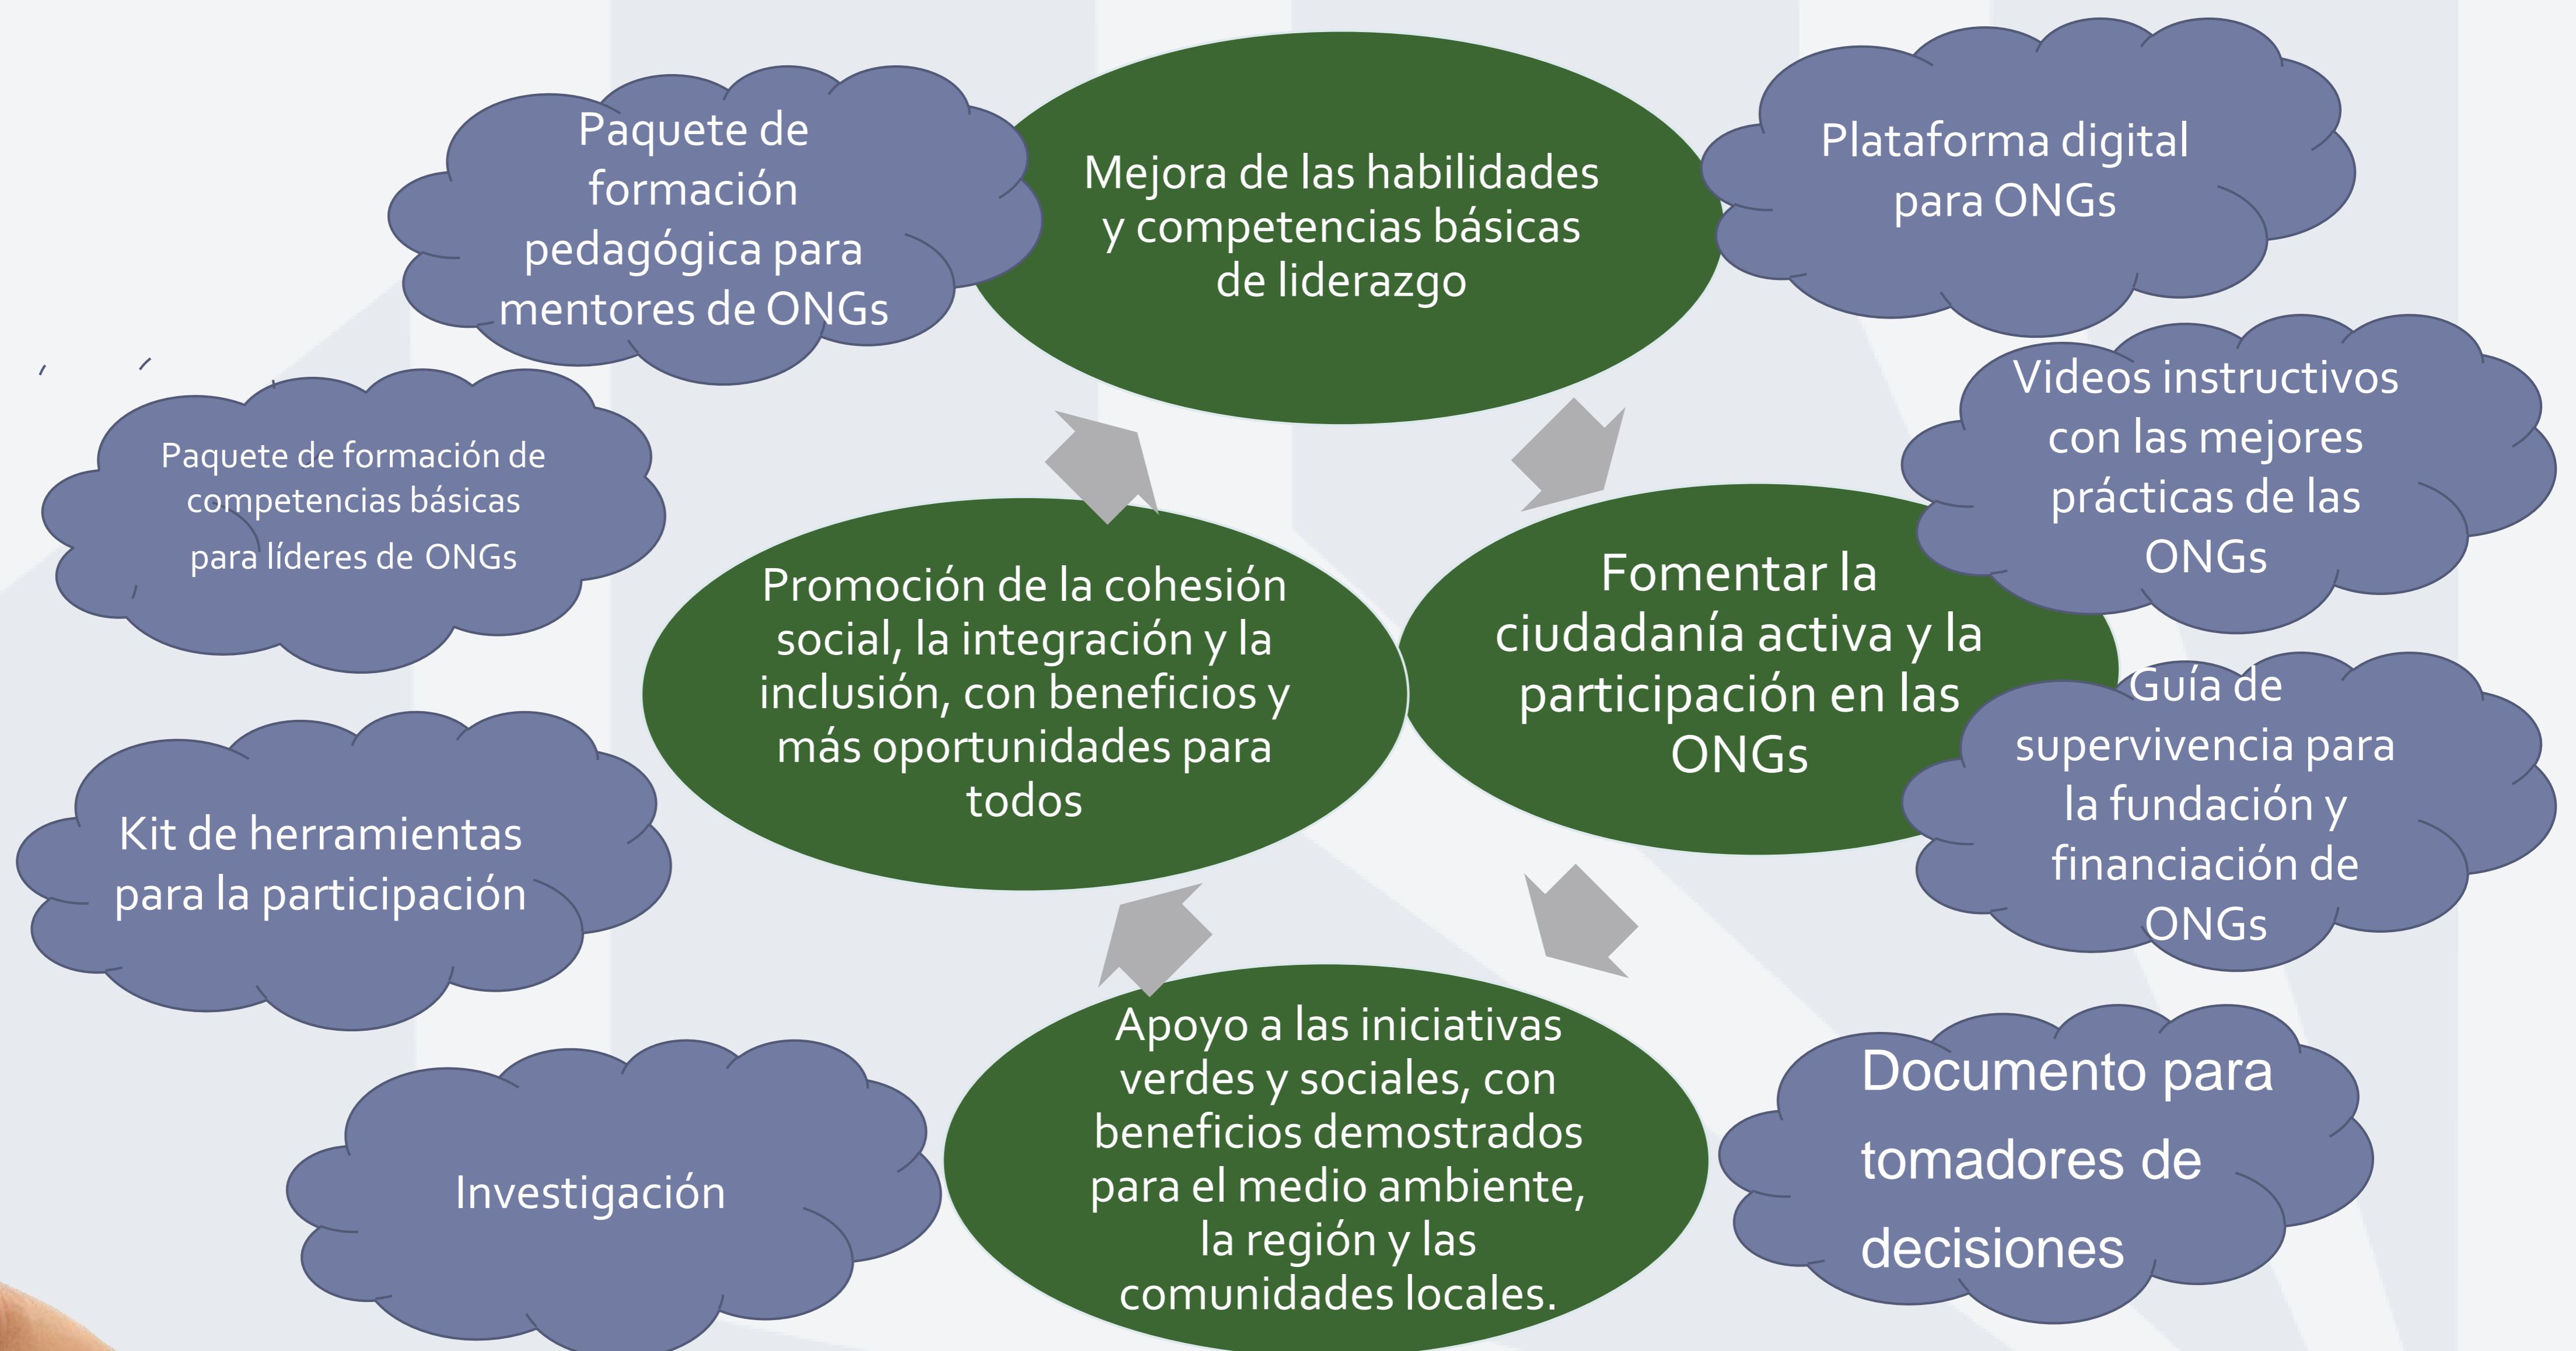 Paquete de
formación
pedagógica para
mentores de ONGs
Mejora de las habilidades
y competencias básicas
de liderazgo
Plataforma digital
para ONGs
Paquete de formación de
competencias básicas
para líderes de ONGs
Videos instructivos
con las mejores
prácticas de las
ONGs
Promoción de la cohesión
social, la integración y la
inclusión, con beneficios y
más oportunidades para
todos
Fomentar la
ciudadanía activa y la
participación en las
ONGs
Guía de
supervivencia para
la fundación y
financiación de
ONGs
Kit de herramientas
para la participación
Investigación
Apoyo a las iniciativas
verdes y sociales, con
beneficios demostrados
para el medio ambiente,
la región y las
comunidades locales.
Documento para
tomadores de
decisiones